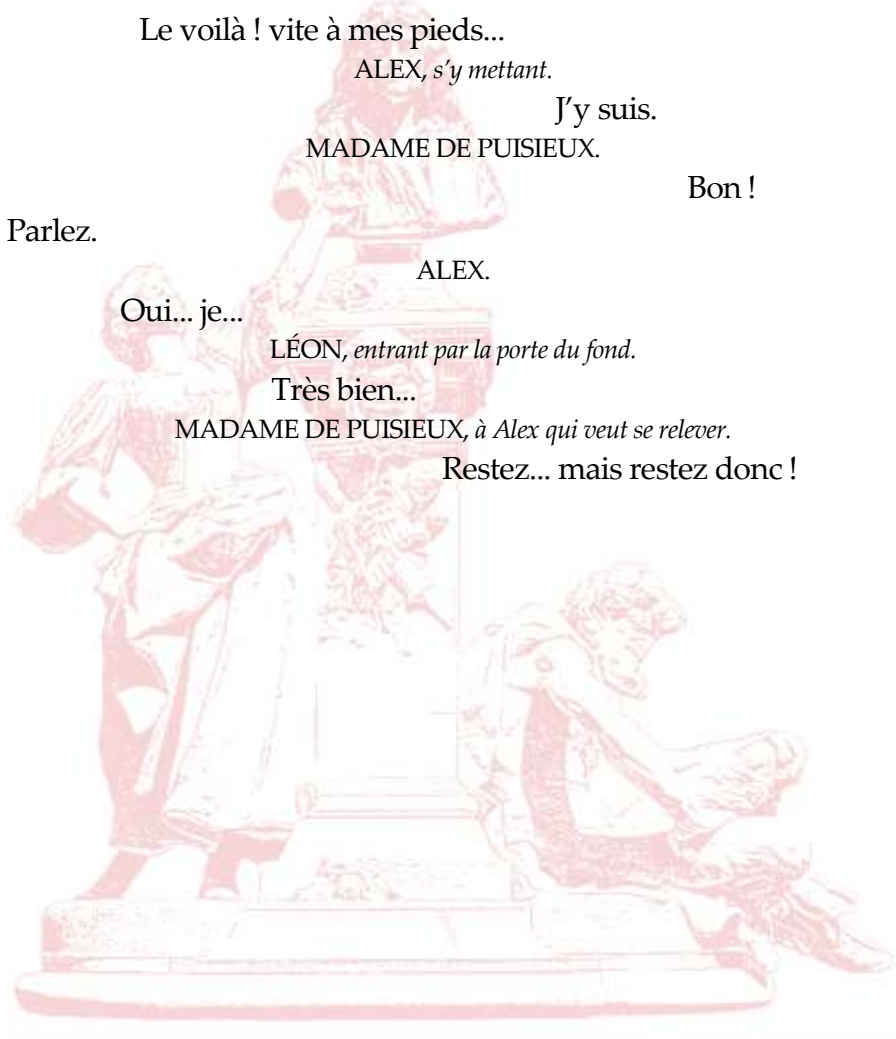 Le voilà ! vite à mes pieds...
ALEX, s’y mettant.
J’y suis.
MADAME DE PUISIEUX.
Bon !
Parlez.
ALEX.
Oui... je...
LÉON, entrant par la porte du fond.
Très bien...
MADAME DE PUISIEUX, à Alex qui veut se relever.
Restez... mais restez donc !